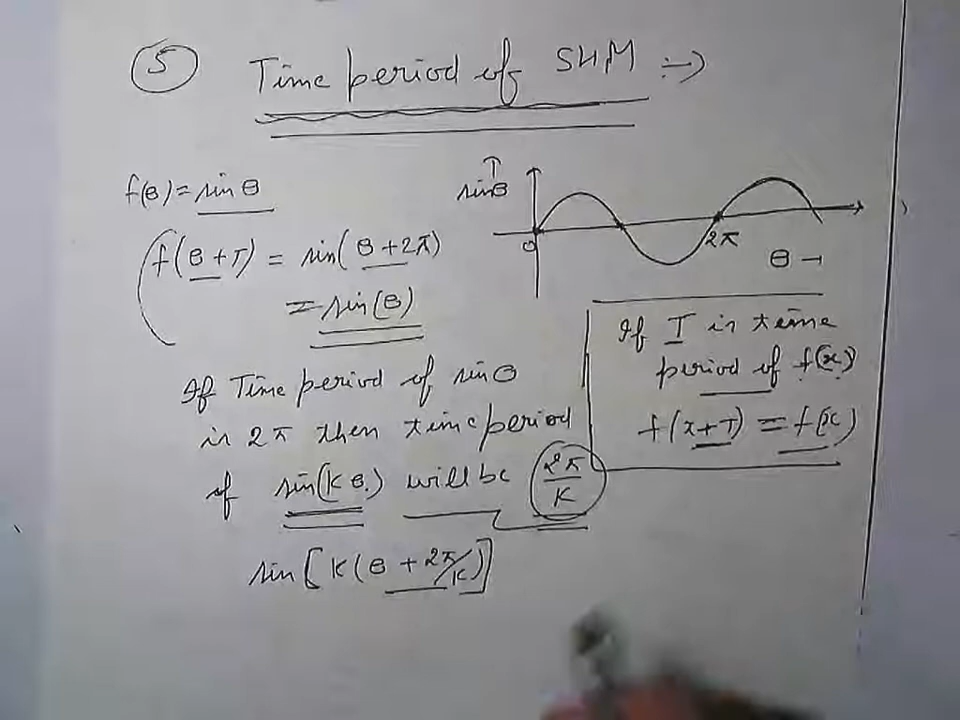 5 Time period of SHM :→
f(θ) = sin θ
f(θ + T) = sin(θ + 2π)
= sin(θ)
If Time period of sin θ
is 2π then time period
of sin(K θ) will be 2π/K
sin[K(θ + 2π/K)]
sin θ ↑
0
2π
θ →
If T is time
period of f(x)
f(x+T) = f(x)